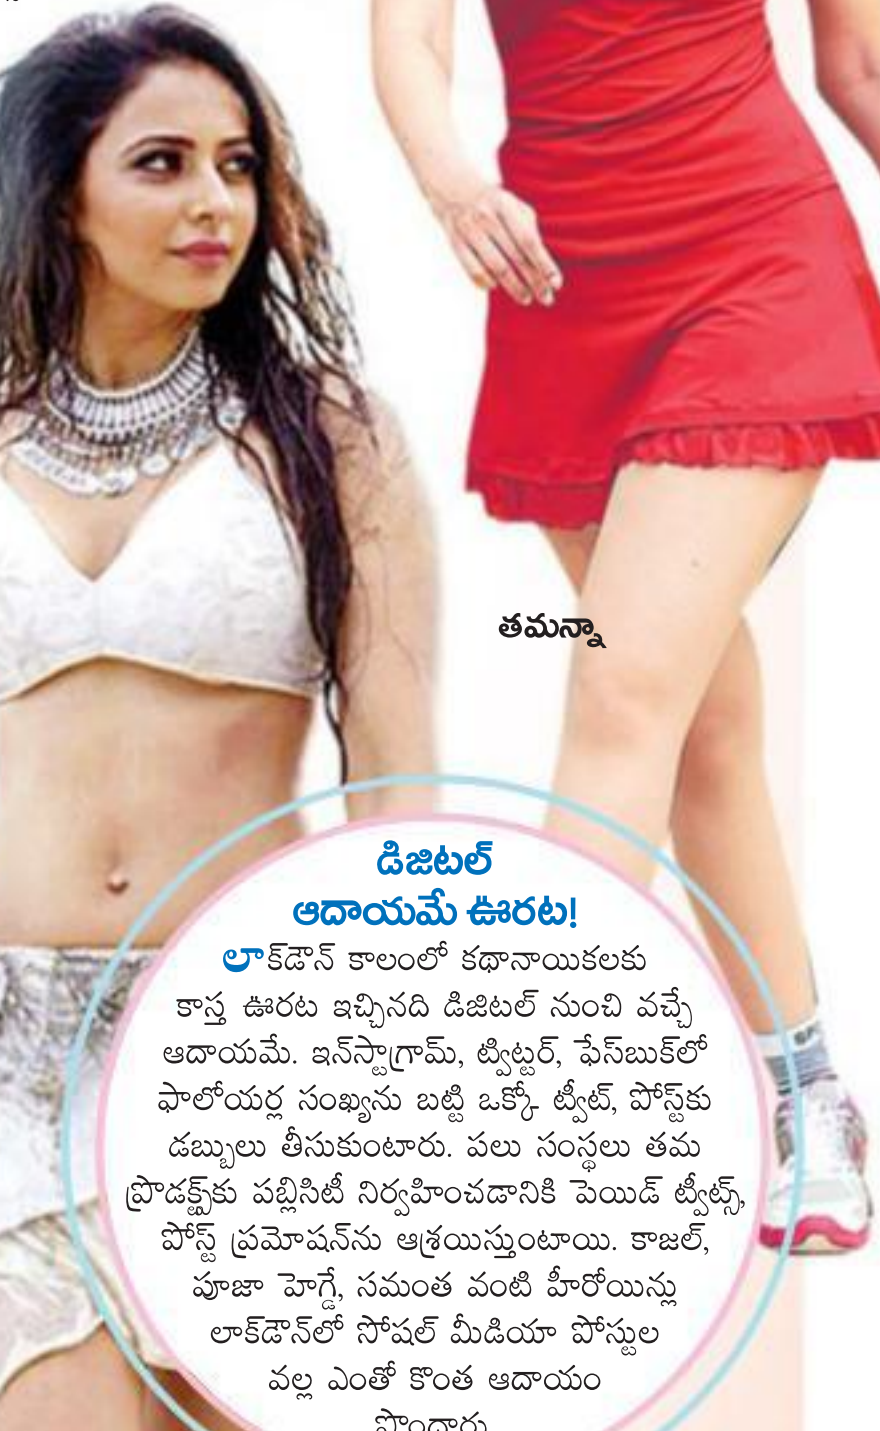 తమన్నా
డిజిటల్
ఆదాయమే ఊరట!
లాక్‌డౌన్ కాలంలో కథానాయికలకు
కాస్త ఊరట ఇచ్చినది డిజిటల్ నుంచి వచ్చే
ఆదాయమే. ఇన్‌స్టాగ్రామ్, ట్విట్టర్, ఫేస్‌బుక్‌లో
ఫాలోయర్ల సంఖ్యను బట్టి ఒక్కో ట్వీట్, పోస్ట్‌కు
డబ్బులు తీసుకుంటారు. పలు సంస్థలు తమ
ప్రొడక్ట్‌కు పబ్లిసిటీ నిర్వహించడానికి పెయిడ్ ట్వీట్స్,
పోస్ట్ ప్రమోషన్‌ను ఆశ్రయిస్తుంటాయి. కాజల్,
పూజా హెగ్డే, సమంత వంటి హీరోయిన్లు
లాక్‌డౌన్‌లో సోషల్ మీడియా పోస్టుల
వల్ల ఎంతో కొంత ఆదాయం
పొందారు